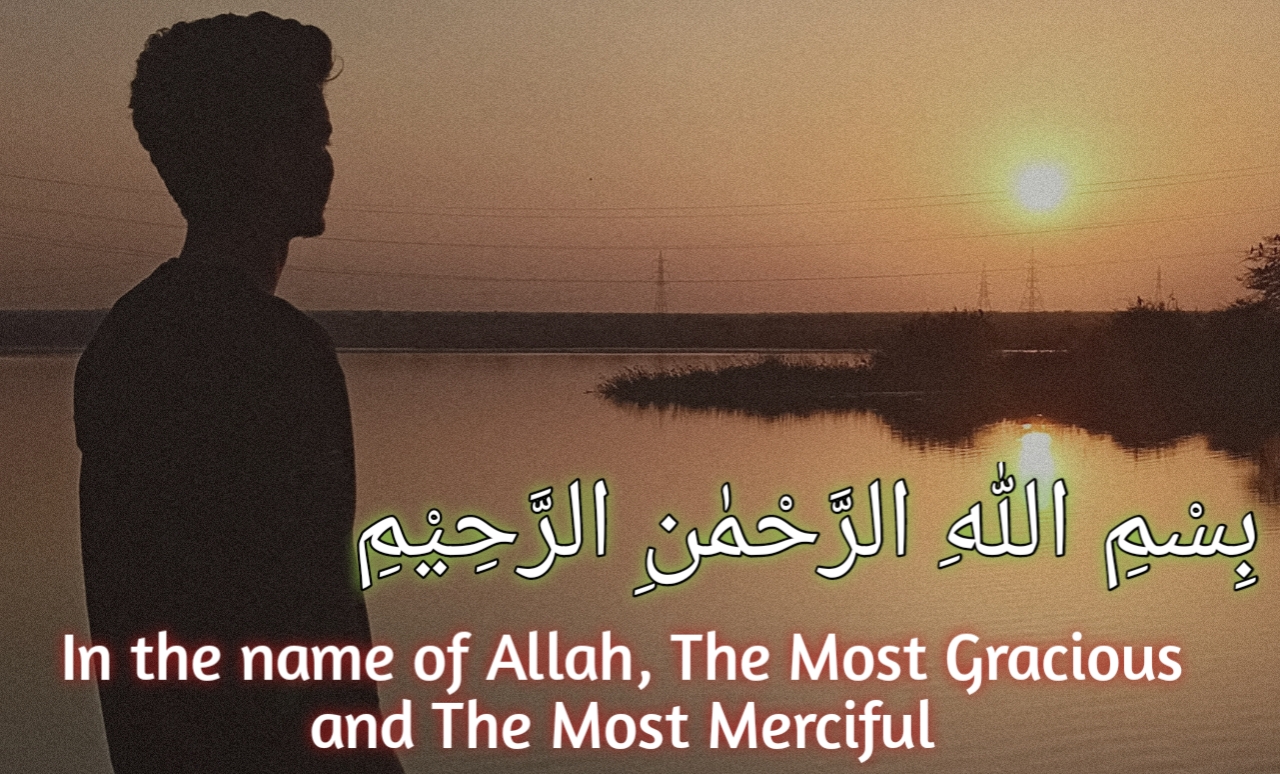 بِسْمِ اللّٰهِ الرَّحْمٰنِ الرَّحِيْمِ
In the name of Allah, The Most Gracious
and The Most Merciful